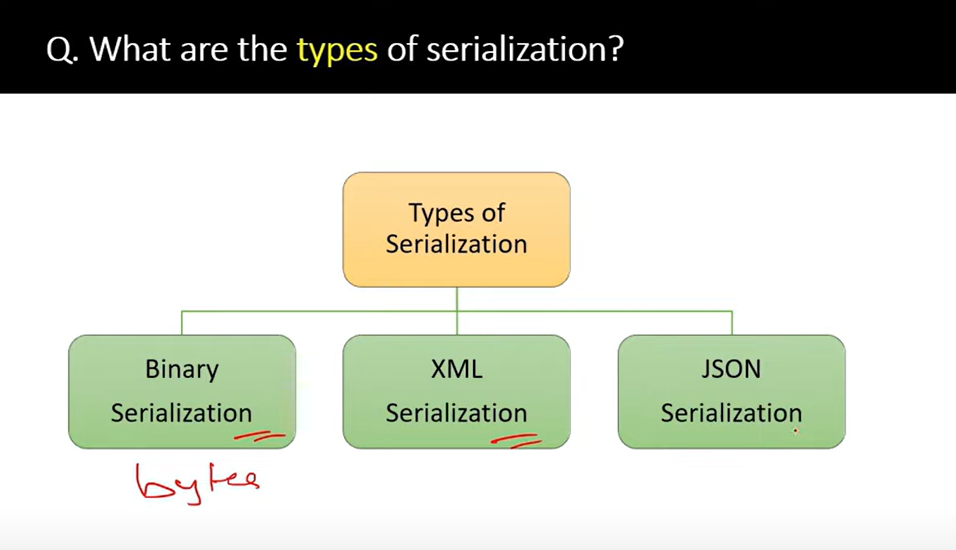 Q. What are the types of serialization?
Types of
Serialization
Binary
Serialization
XML
Serialization
JSON
Serialization
bytes